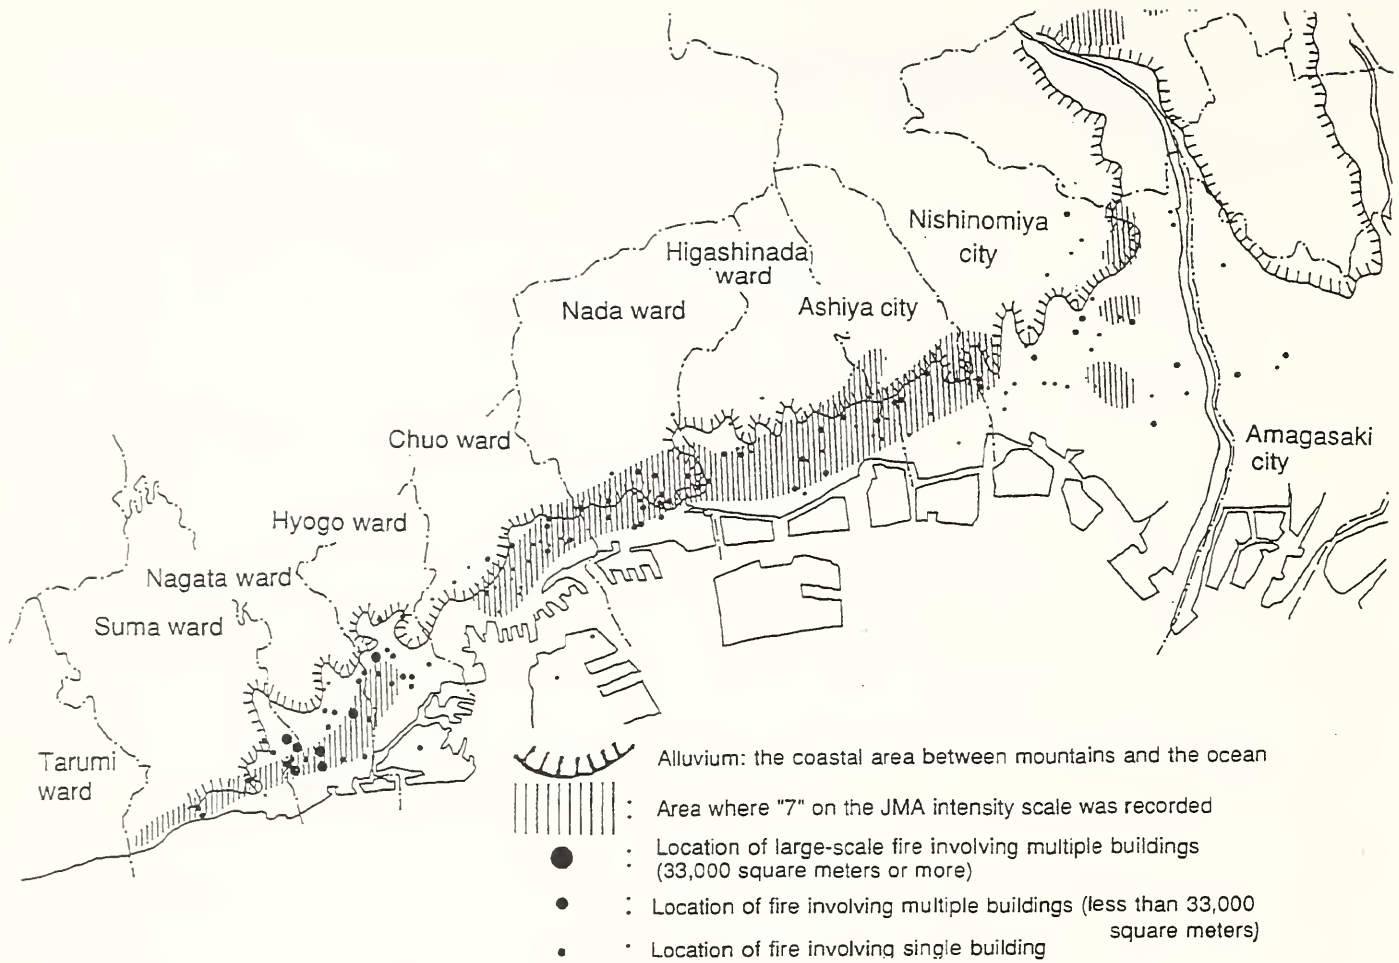 Nishinomiya
city
Higashinada
ward
Nada ward
Ashiya city
Chuo ward
Amagasaki
city
Hyogo ward
Nagata ward
Suma ward
Tarumi
ward
Alluvium: the coastal area between mountains and the ocean
: Area where "7" on the JMA intensity scale was recorded
: Location of large-scale fire involving multiple buildings
(33,000 square meters or more)
: Location of fire involving multiple buildings (less than 33,000
square meters)
Location of fire involving single building